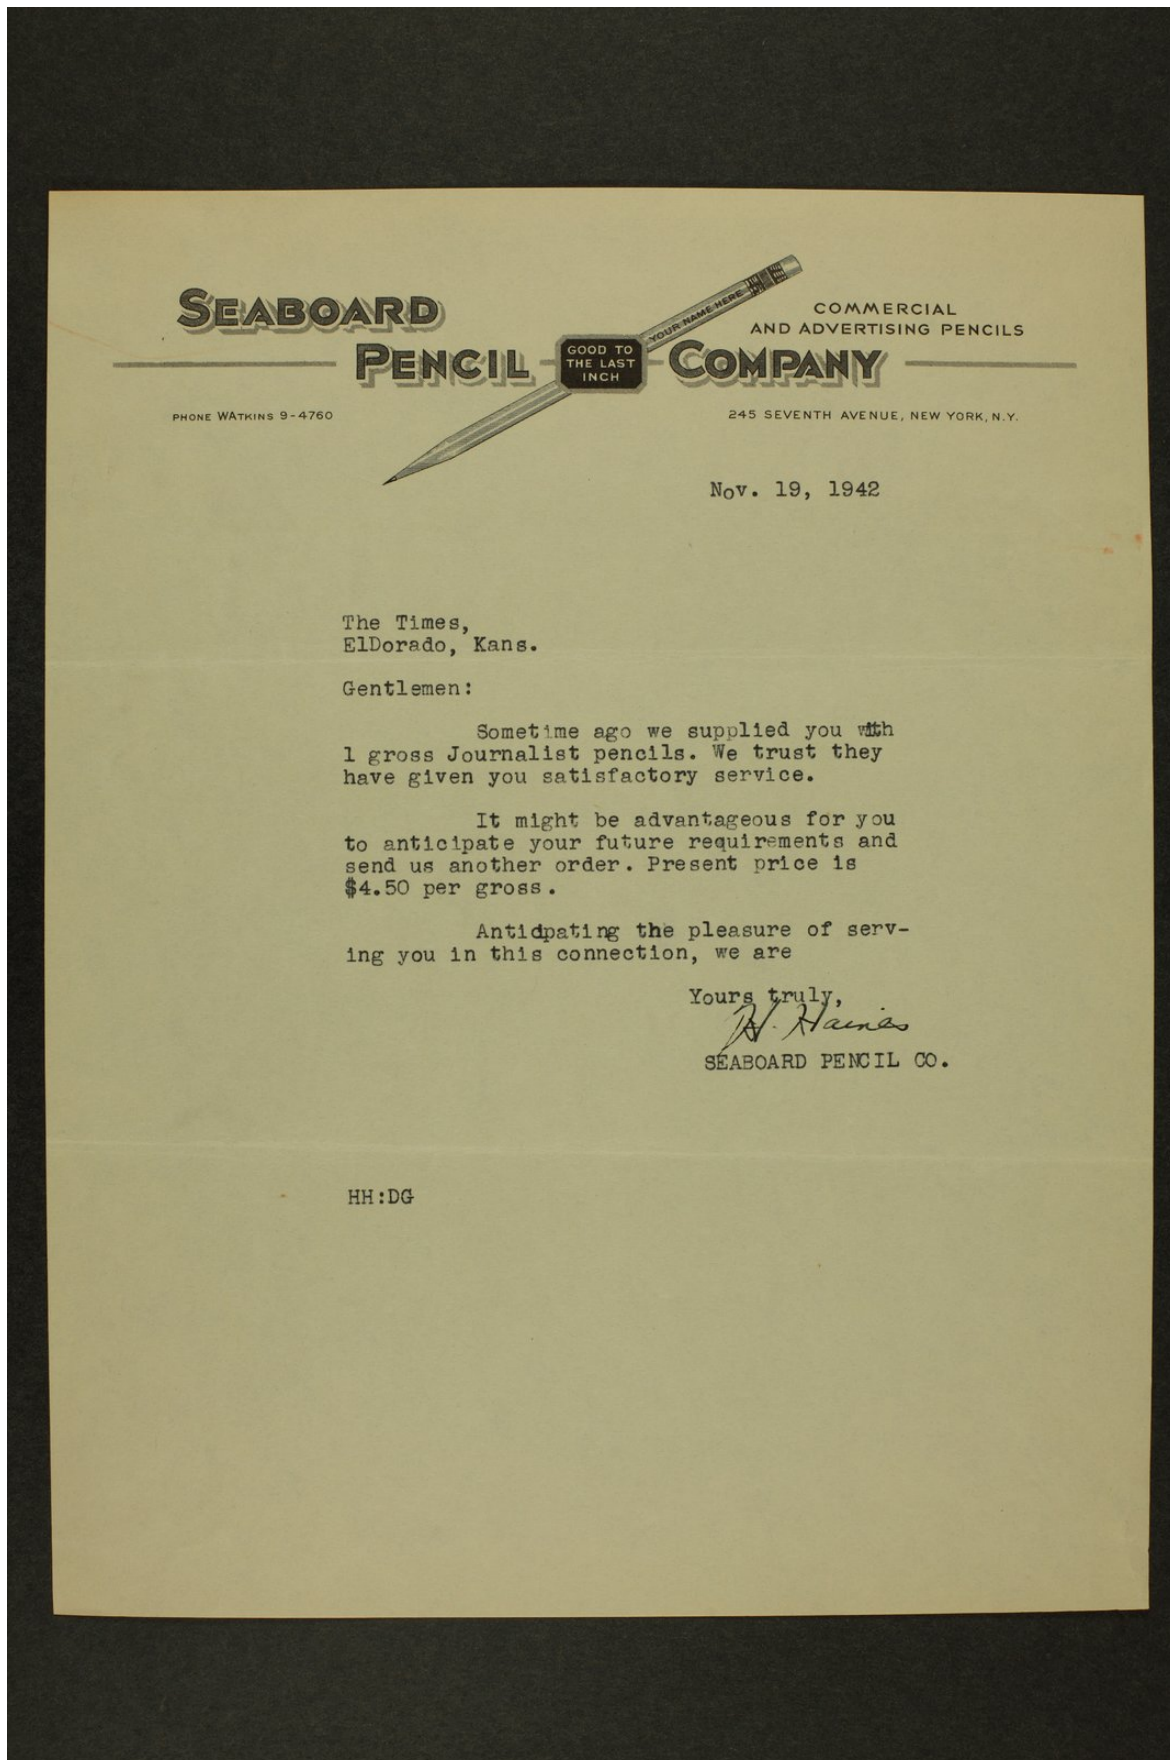 SEABOARD
PENCIL COMPANY
GOOD TO
THE LAST
INCH
YOUR NAME HERE
COMMERCIAL
AND ADVERTISING PENCILS
PHONE WATKINS 9-4760
245 SEVENTH AVENUE, NEW YORK, N.Y.
Nov. 19, 1942
The Times,
ElDorado, Kans.
Gentlemen:
Sometime ago we supplied you with
1 gross Journalist pencils. We trust they
have given you satisfactory service.
It might be advantageous for you
to anticipate your future requirements and
send us another order. Present price is
$4.50 per gross.
Anticpating the pleasure of serv-
ing you in this connection, we are
Yours truly,
H. Haines
SEABOARD PENCIL CO.
HH:DG